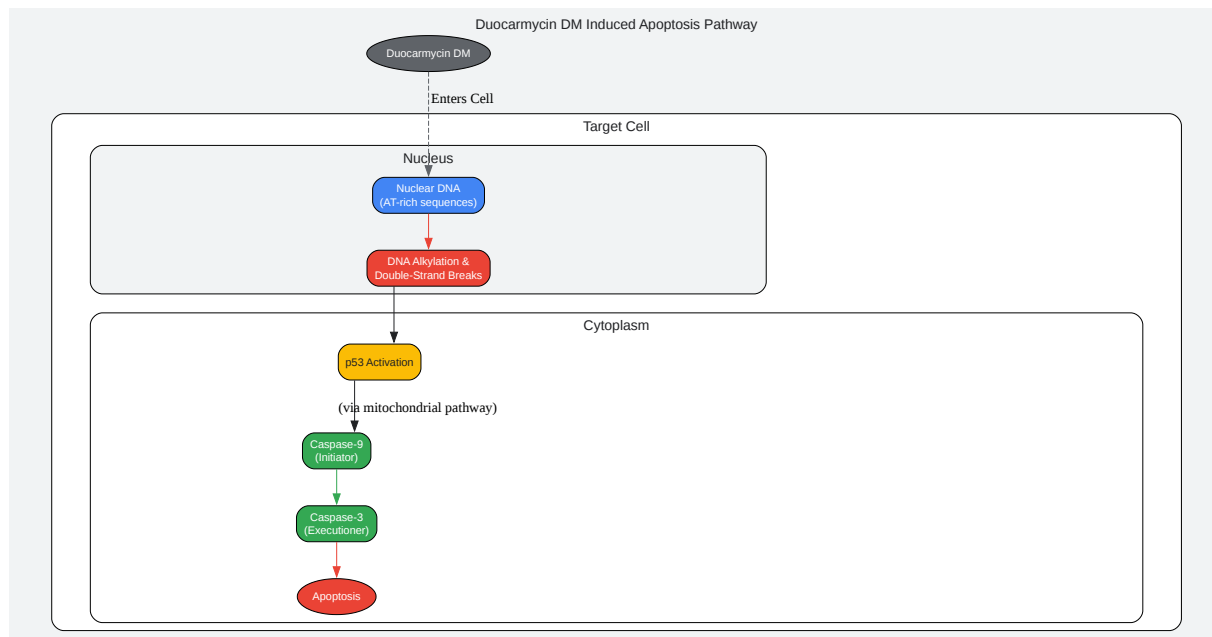 Duocarmycin DM Induced Apoptosis Pathway
Duocarmycin DM
Enters Cell
Target Cell
Nucleus
Nuclear DNA
(AT-rich sequences)
DNA Alkylation &
Double-Strand Breaks
Cytoplasm
p53 Activation
(via mitochondrial pathway)
Caspase-9
(Initiator)
Caspase-3
(Executioner)
Apoptosis